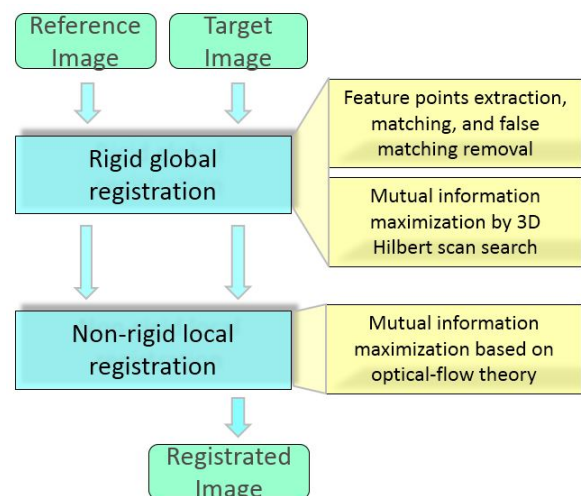 Reference
Image
Target
Image
Feature points extraction,
matching, and false
matching removal
Rigid global
registration
Mutual information
maximization by 3D
Hilbert scan search
Non-rigid local
registration
Mutual information
maximization based on
optical-flow theory
Registrated
Image